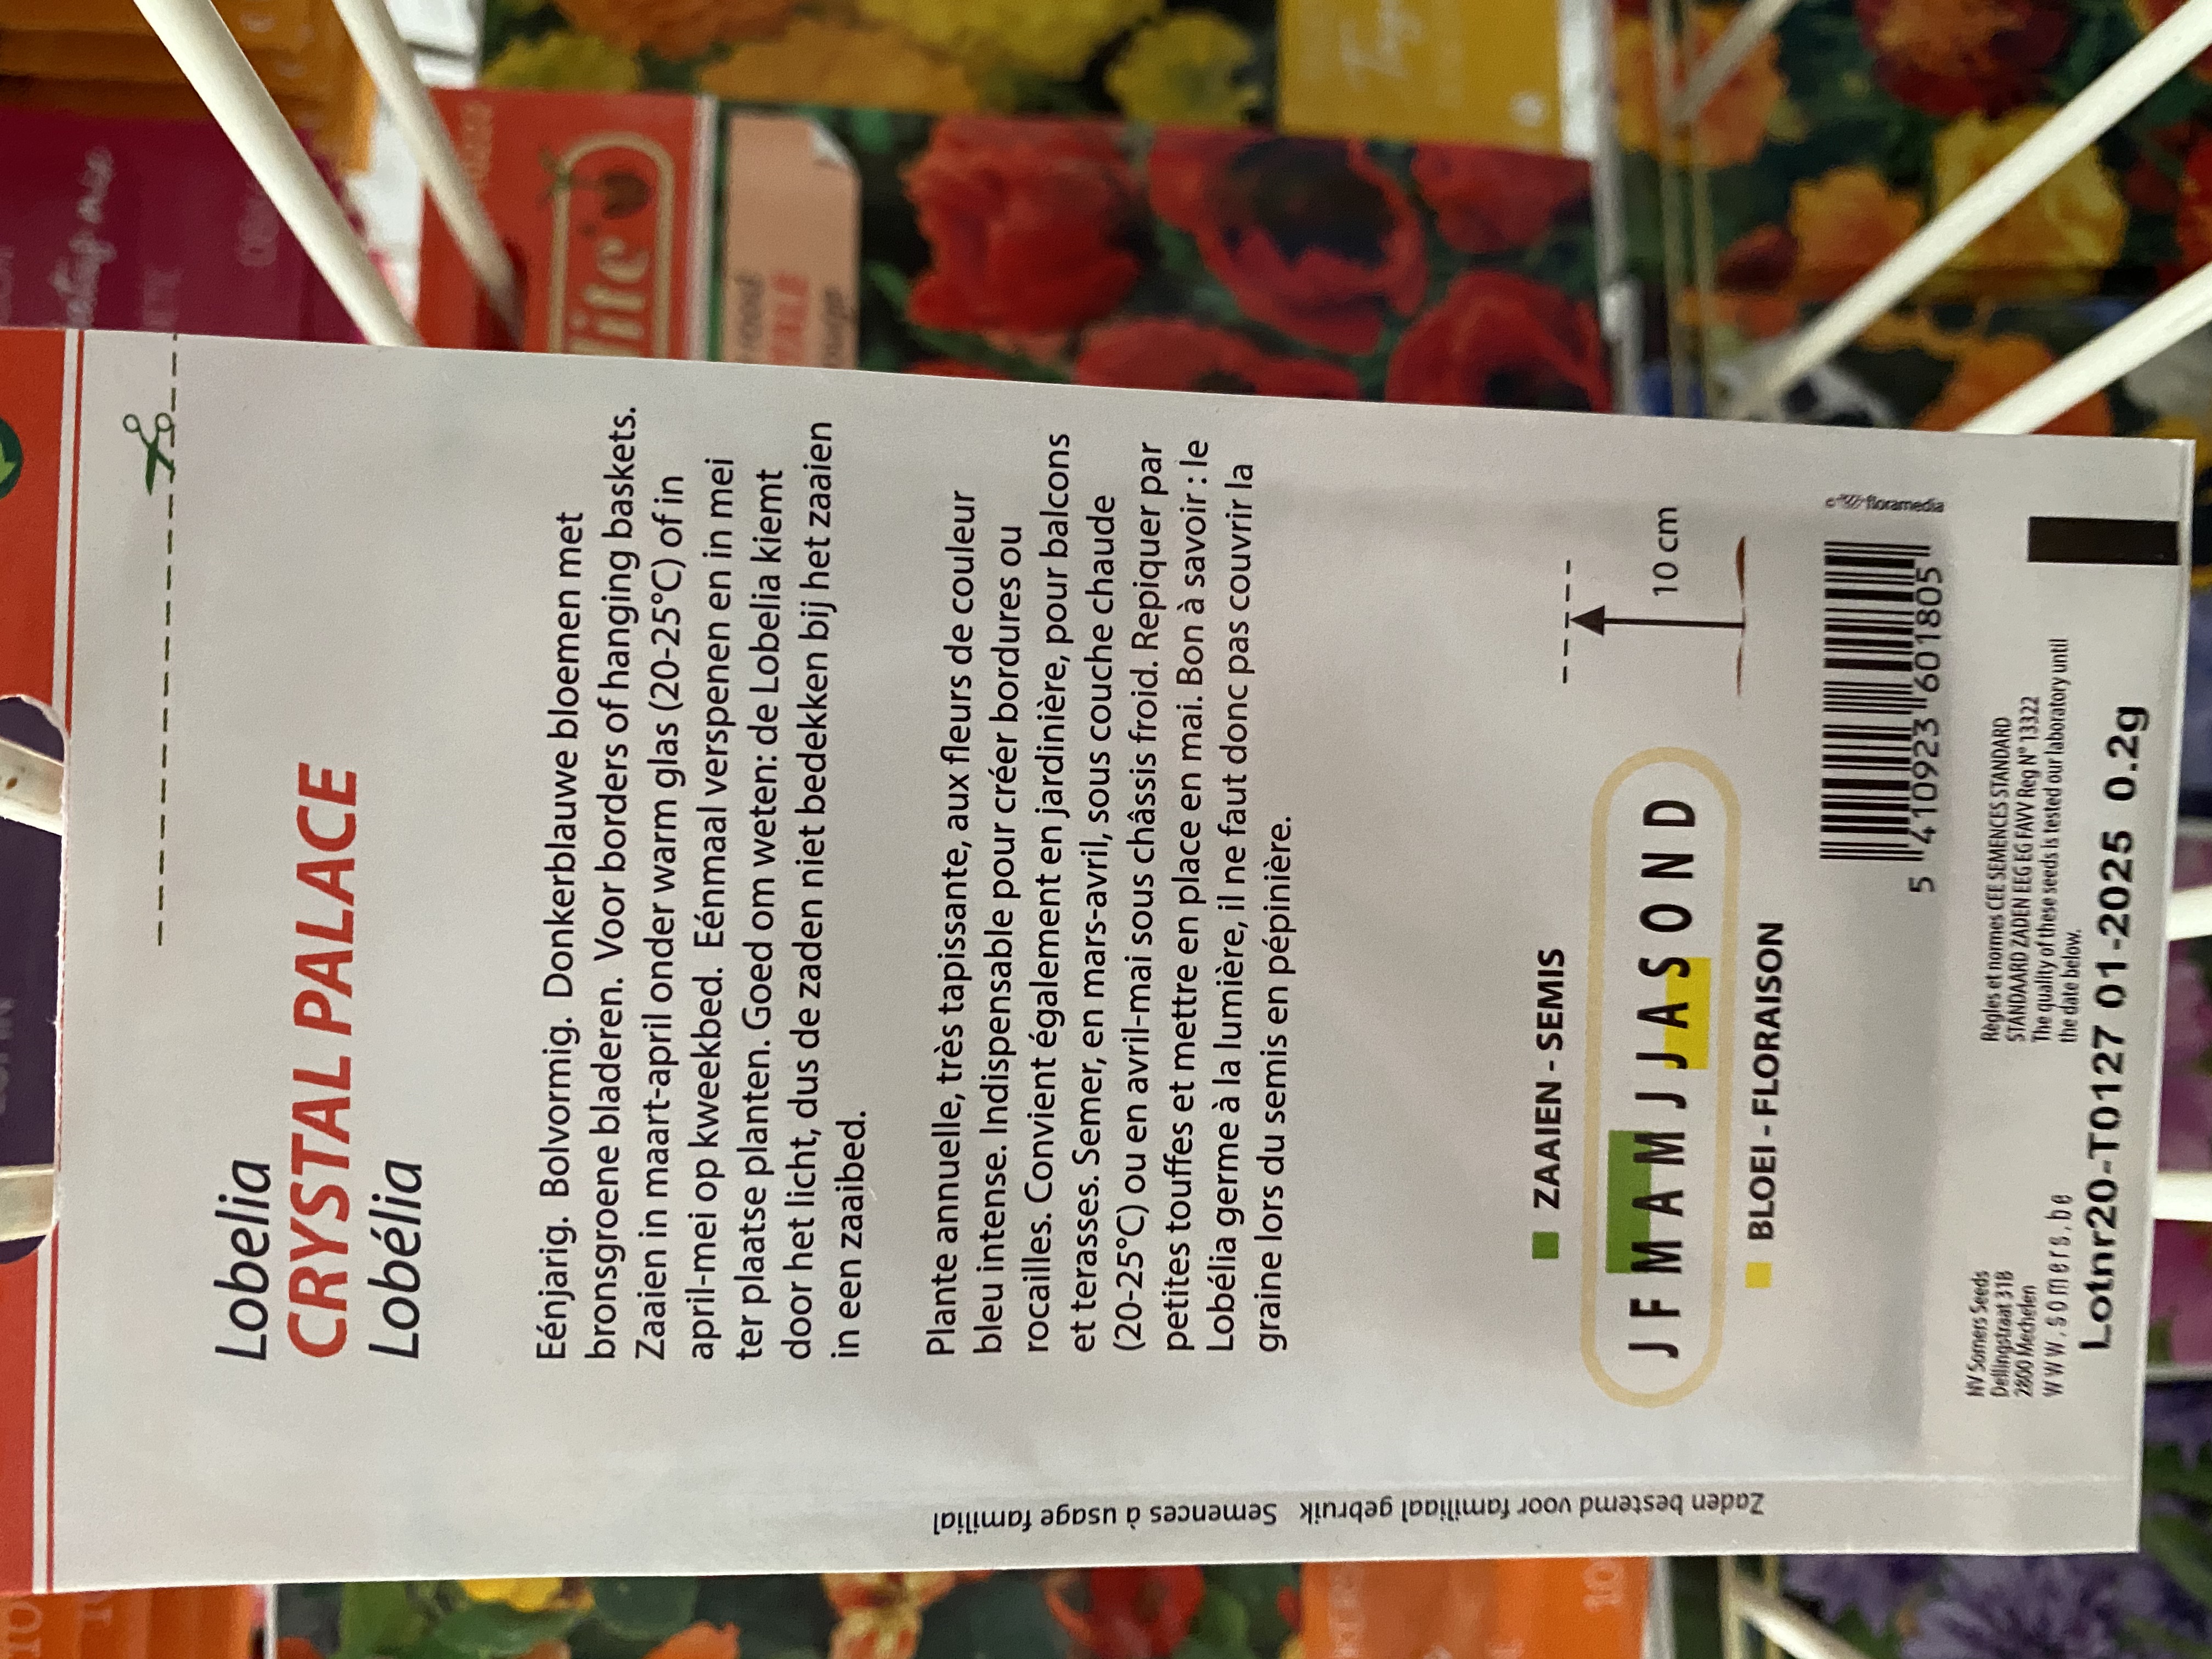 Lobelia
CRYSTAL PALACE
Lobélia
Eénjarig. Bolvormig. Donkerblauwe bloemen met
bronsgroene bladeren. Voor borders of hanging baskets.
Zaaien in maart-april onder warm glas (20-25°C) of in
april-mei op kweekbed. Eénmaal verspenen en in mei
ter plaatse planten. Goed om weten: de Lobelia kiemt
door het licht, dus de zaden niet bedekken bij het zaaien
in een zaaibed.
Plante annuelle, très tapissante, aux fleurs de couleur
bleu intense. Indispensable pour créer bordures ou
rocailles. Convient également en jardinière, pour balcons
et terasses. Semer, en mars-avril, sous couche chaude
(20-25°C) ou en avril-mai sous châssis froid. Repiquer par
petites touffes et mettre en place en mai. Bon à savoir : le
Lobélia germe à la lumière, il ne faut donc pas couvrir la
graine lors du semis en pépinière.
ZAAIEN - SEMIS
J F M A M J J A S O N D
BLOEI - FLORAISON
10 cm
5 410923 601805
floramedia
NV Somers Seeds
Dellingstraat 31B
2800 Mechelen
www.somers.be
Règles et normes CEE SEMENCES STANDARD
STANDAARD ZADEN EEG EG FAVV Reg N° 13322
The quality of these seeds is tested our laboratory until
the date below.
Lotnr20-T0127 01-2025 0.2g
Zaden bestemd voor familiaal gebruik Semences à usage familial